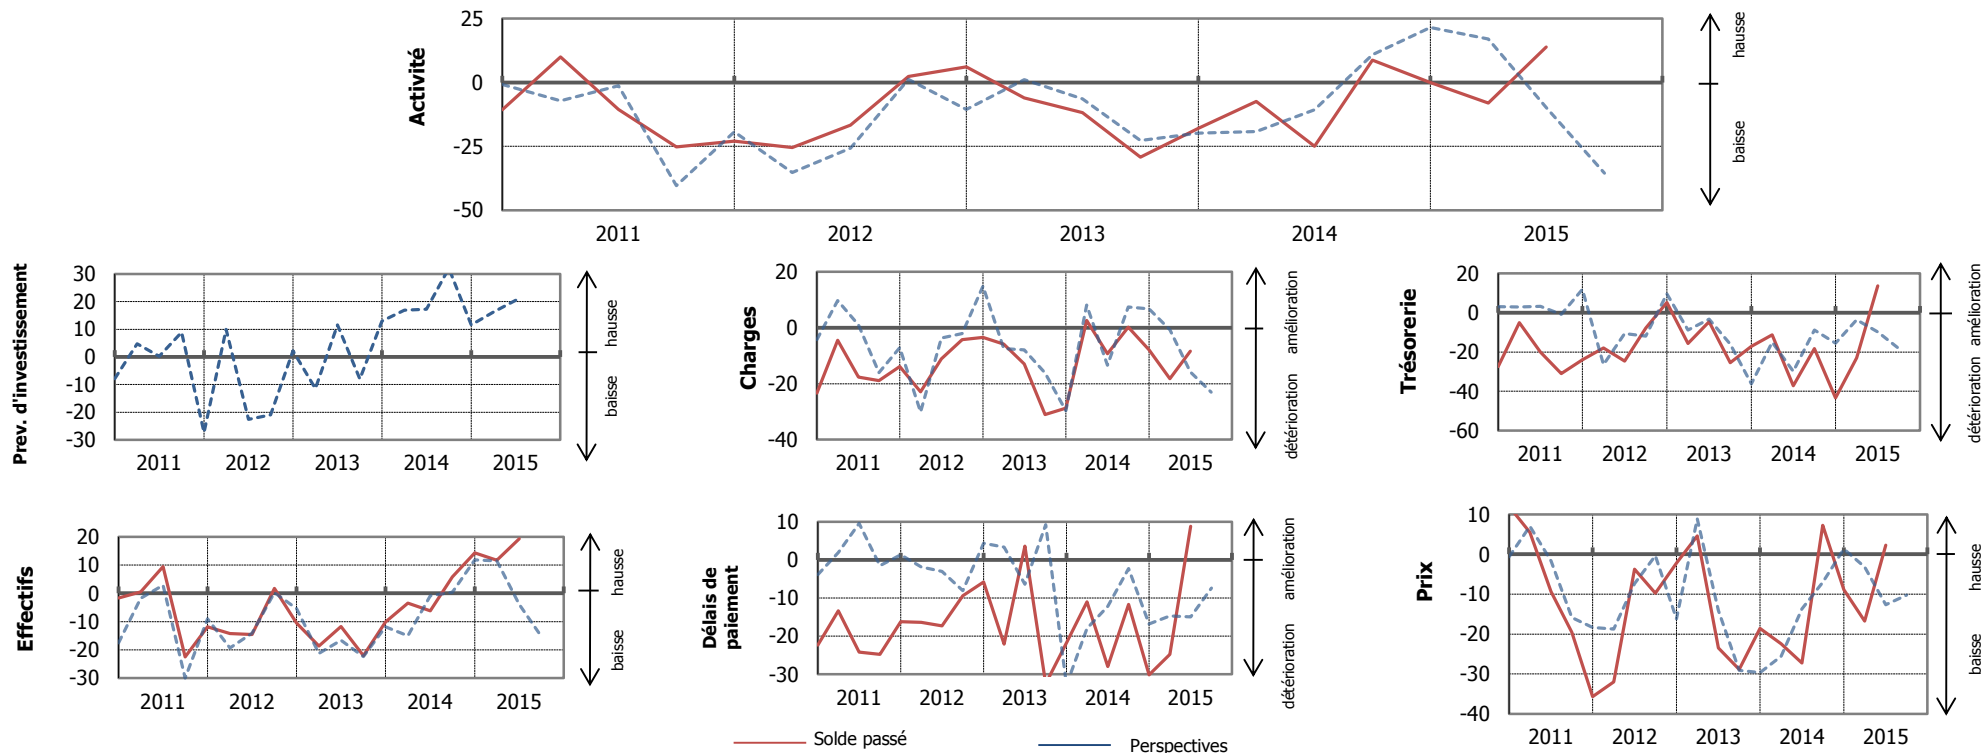 Activité
25
0
-25
-50
2011 2012 2013 2014 2015
hausse
baisse
Prev. d'investissement
30
20
10
0
-10
-20
-30
2011 2012 2013 2014 2015
hausse
baisse
Charges
20
0
-20
-40
2011 2012 2013 2014 2015
amélioration
détérioration
Trésorerie
20
0
-20
-40
-60
2011 2012 2013 2014 2015
amélioration
détérioration
Effectifs
20
10
0
-10
-20
-30
2011 2012 2013 2014 2015
hausse
baisse
Délais de
paiement
10
0
-10
-20
-30
2011 2012 2013 2014 2015
amélioration
détérioration
Prix
10
0
-10
-20
-30
-40
2011 2012 2013 2014 2015
hausse
baisse
Solde passé
Perspectives